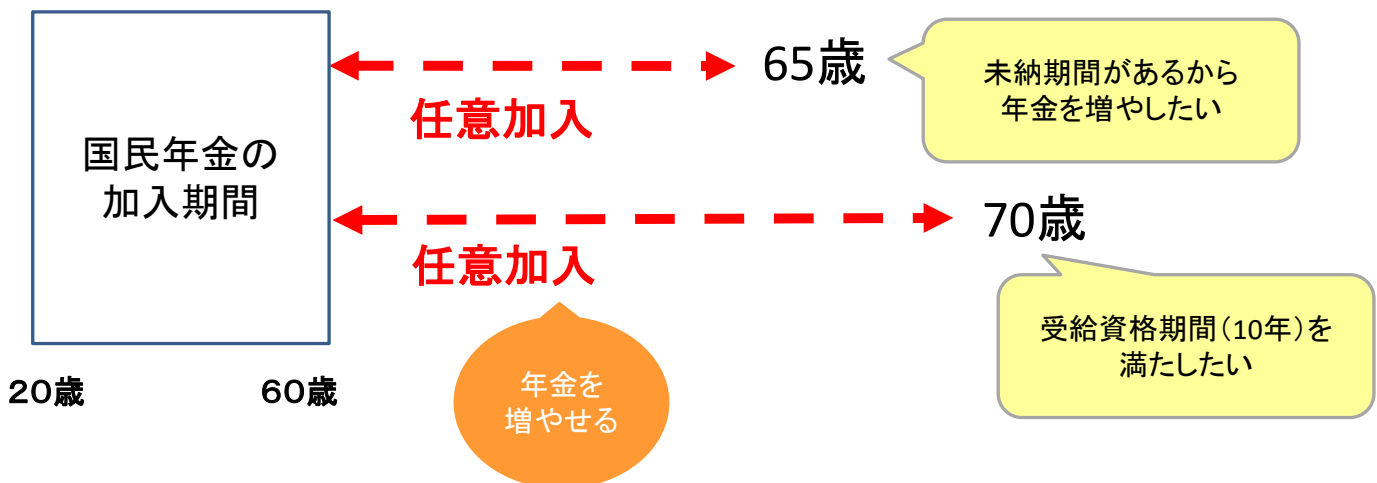 国民年金の
加入期間
20歳
60歳
任意加入
65歳
未納期間があるから
年金を増やしたい
任意加入
70歳
受給資格期間(10年)を
満たしたい
年金を
増やせる